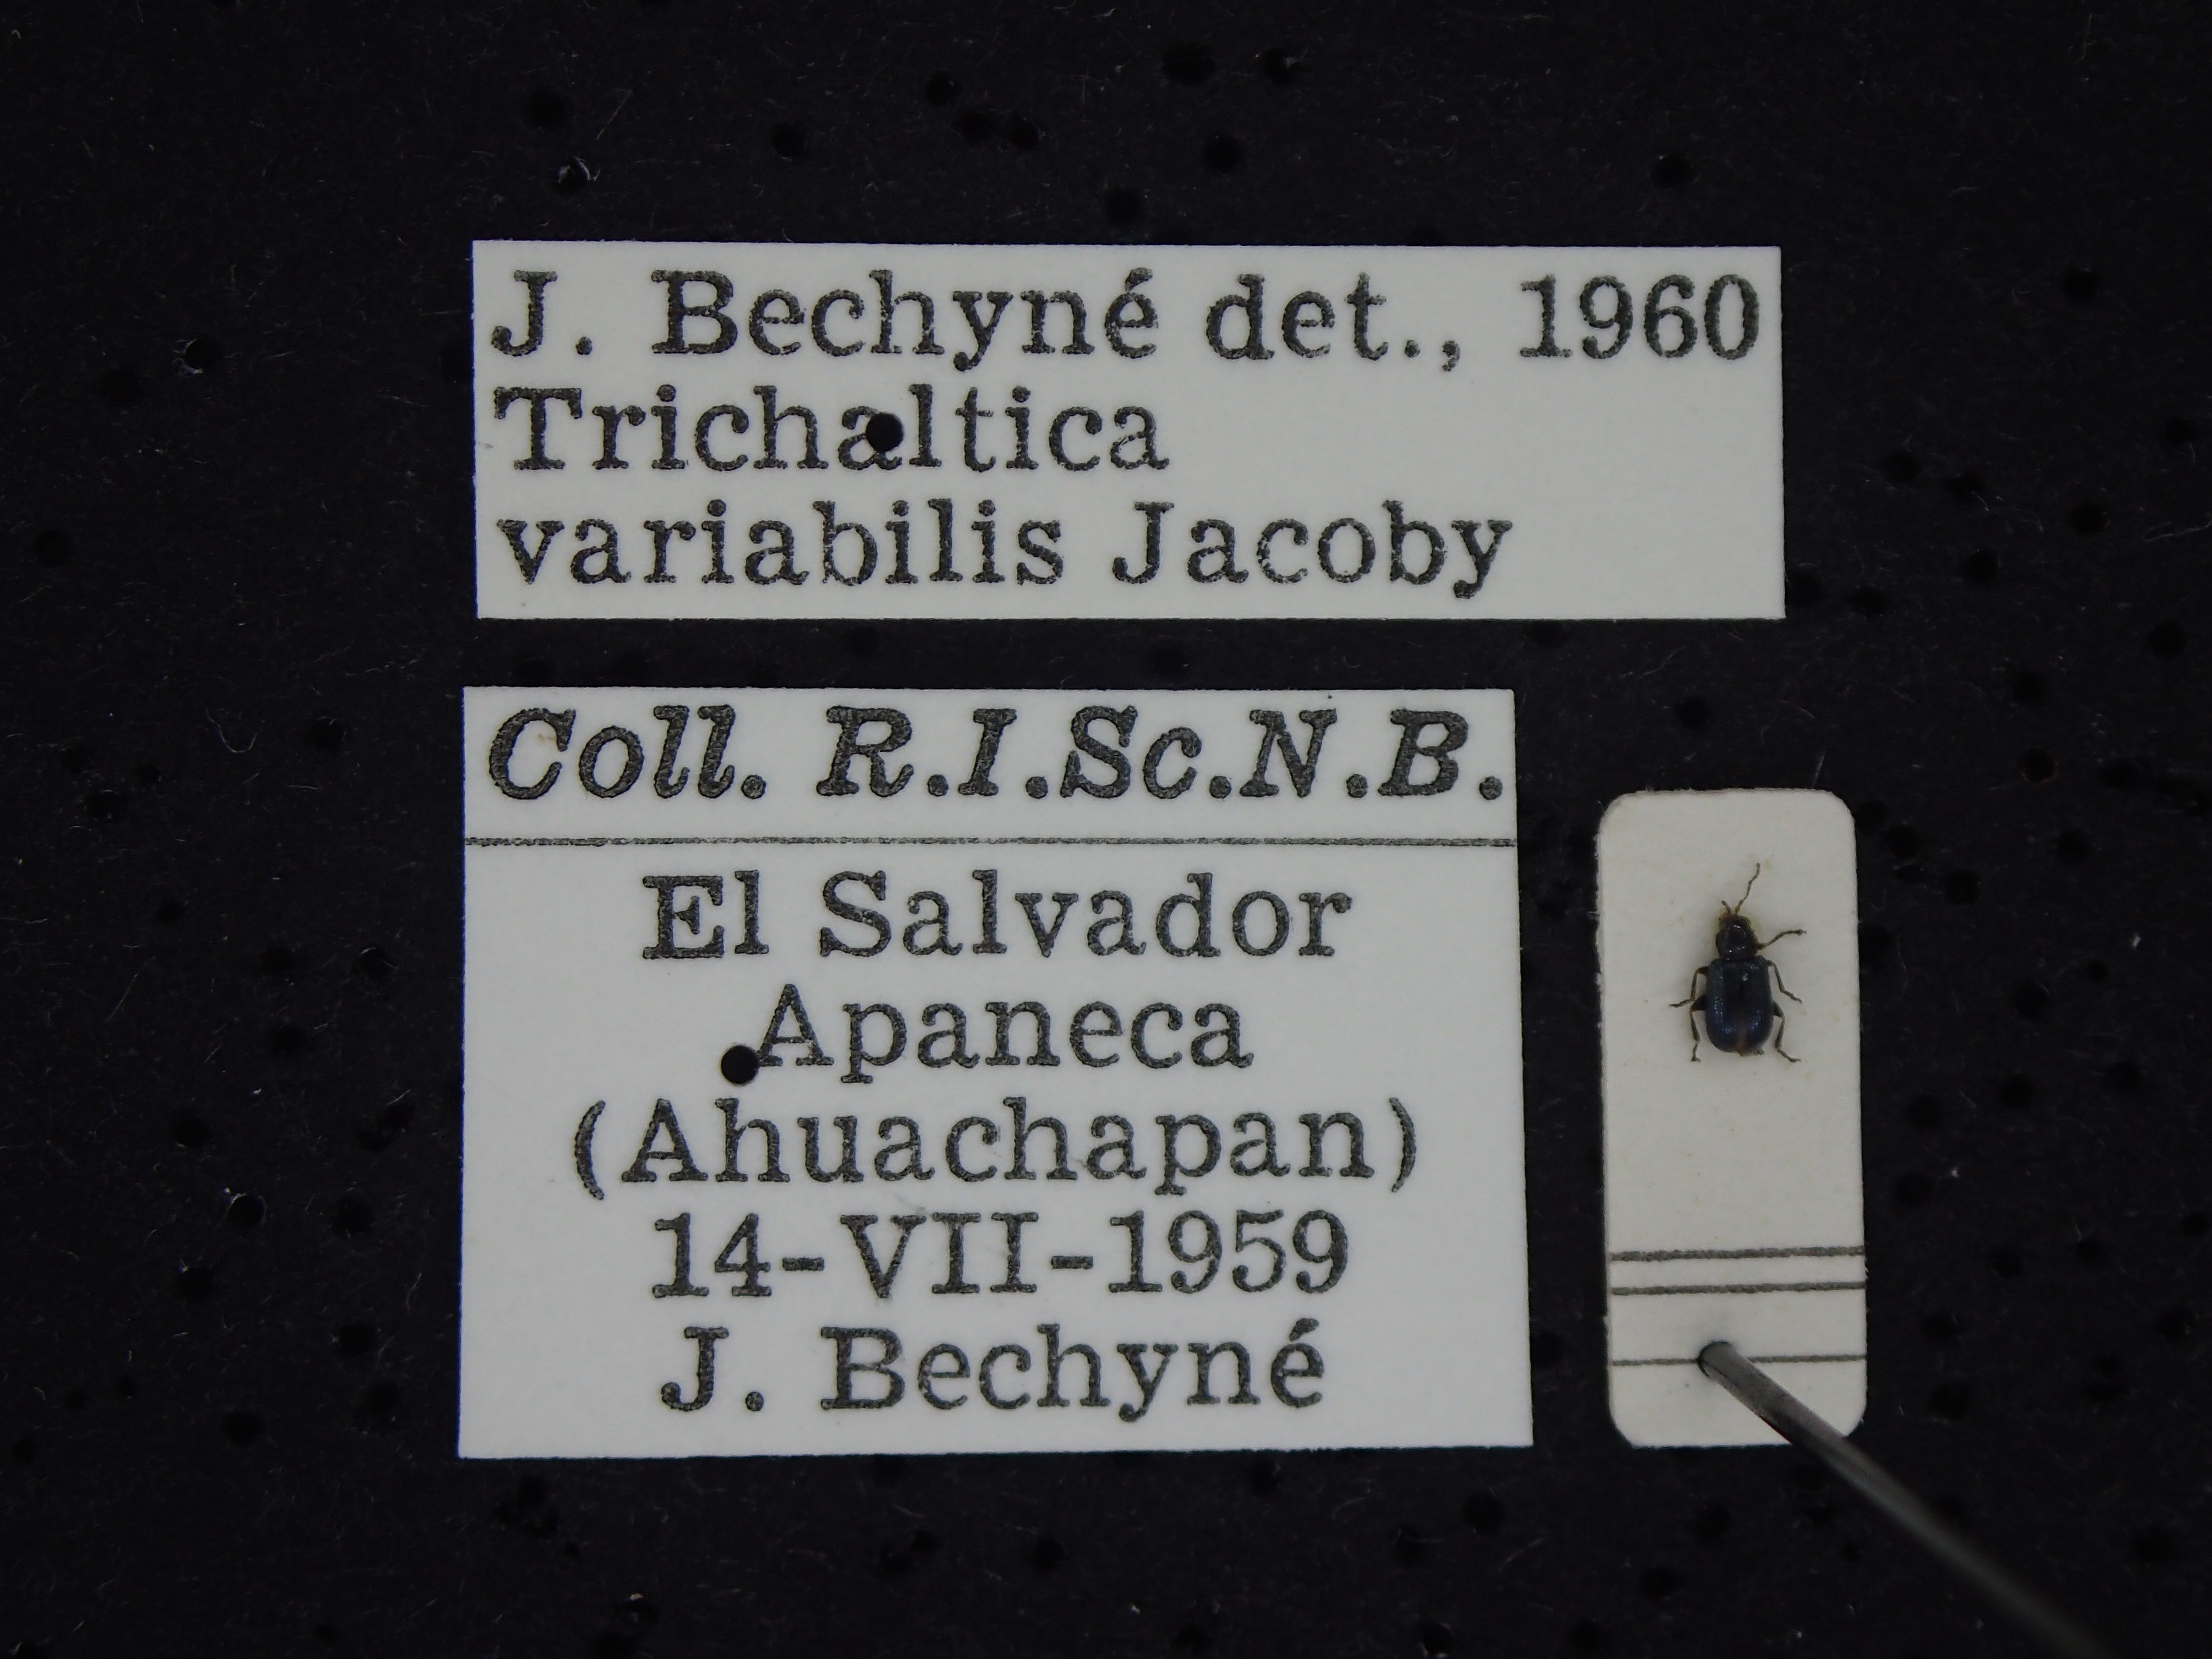 J. Bechyné det., 1960
Trichaltica
variabilis Jacoby
Coll. R.I.Sc.N.B.
El Salvador
Apaneca
(Ahuachapan)
14-VII-1959
J. Bechyné